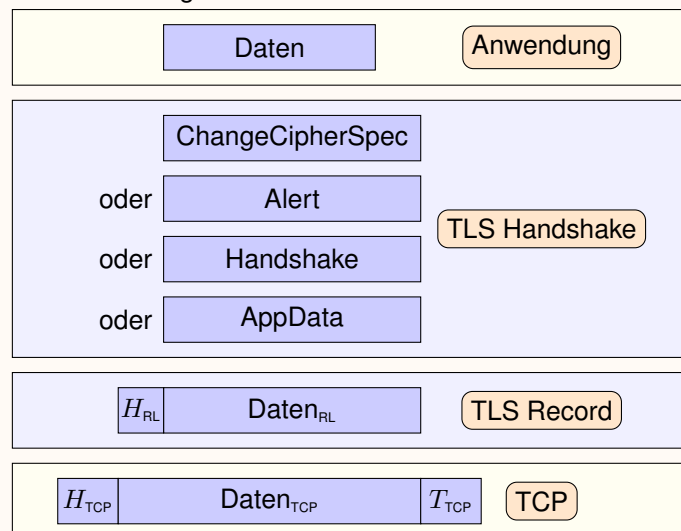 Daten Anwendung
ChangeCipherSpec
oder Alert
TLS Handshake
oder Handshake
oder AppData
H_RL Daten_RL TLS Record
H_TCP Daten_TCP T_TCP TCP